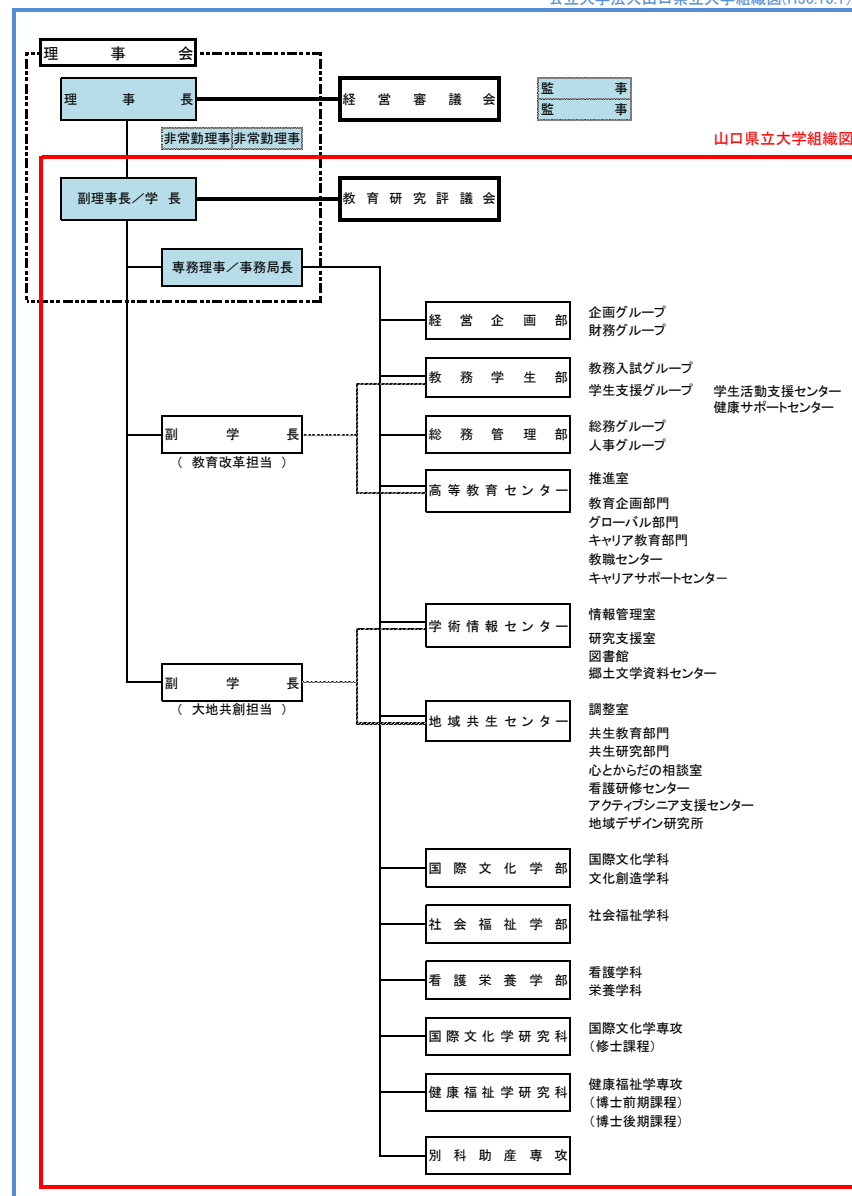 公立大学法人山口県立大学組織図(H30.10.1)
理事会
理事長
経営審議会
監事
監事
非常勤理事
非常勤理事
山口県立大学組織図
副理事長／学長
教育研究評議会
専務理事／事務局長
経営企画部
企画グループ
財務グループ
教務学生部
教務入試グループ
学生支援グループ
学生活動支援センター
健康サポートセンター
副学長
（ 教育改革担当 ）
総務管理部
総務グループ
人事グループ
高等教育センター
推進室
教育企画部門
グローバル部門
キャリア教育部門
教職センター
キャリアサポートセンター
学術情報センター
情報管理室
研究支援室
図書館
郷土文学資料センター
副学長
（ 大地共創担当 ）
地域共生センター
調整室
共生教育部門
共生研究部門
心とからだの相談室
看護研修センター
アクティブシニア支援センター
地域デザイン研究所
国際文化学部
国際文化学科
文化創造学科
社会福祉学部
社会福祉学科
看護栄養学部
看護学科
栄養学科
国際文化学研究科
国際文化学専攻
（修士課程）
健康福祉学研究科
健康福祉学専攻
（博士前期課程）
（博士後期課程）
別科助産専攻